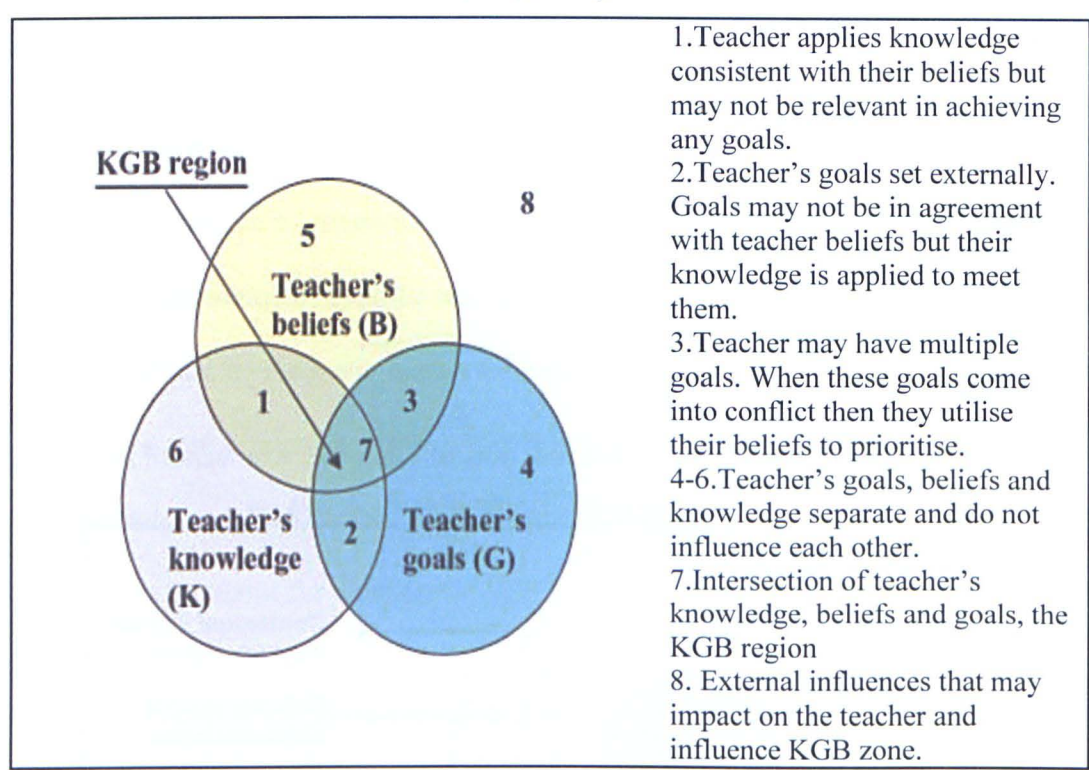 KGB region
8
5
Teacher's
beliefs (B)
1
3
6
7
4
Teacher's
knowledge
(K)
2
Teacher's
goals (G)
1.Teacher applies knowledge
consistent with their beliefs but
may not be relevant in achieving
any goals.
2.Teacher's goals set externally.
Goals may not be in agreement
with teacher beliefs but their
knowledge is applied to meet
them.
3.Teacher may have multiple
goals. When these goals come
into conflict then they utilise
their beliefs to prioritise.
4-6.Teacher's goals, beliefs and
knowledge separate and do not
influence each other.
7.Intersection of teacher's
knowledge, beliefs and goals, the
KGB region
8. External influences that may
impact on the teacher and
influence KGB zone.